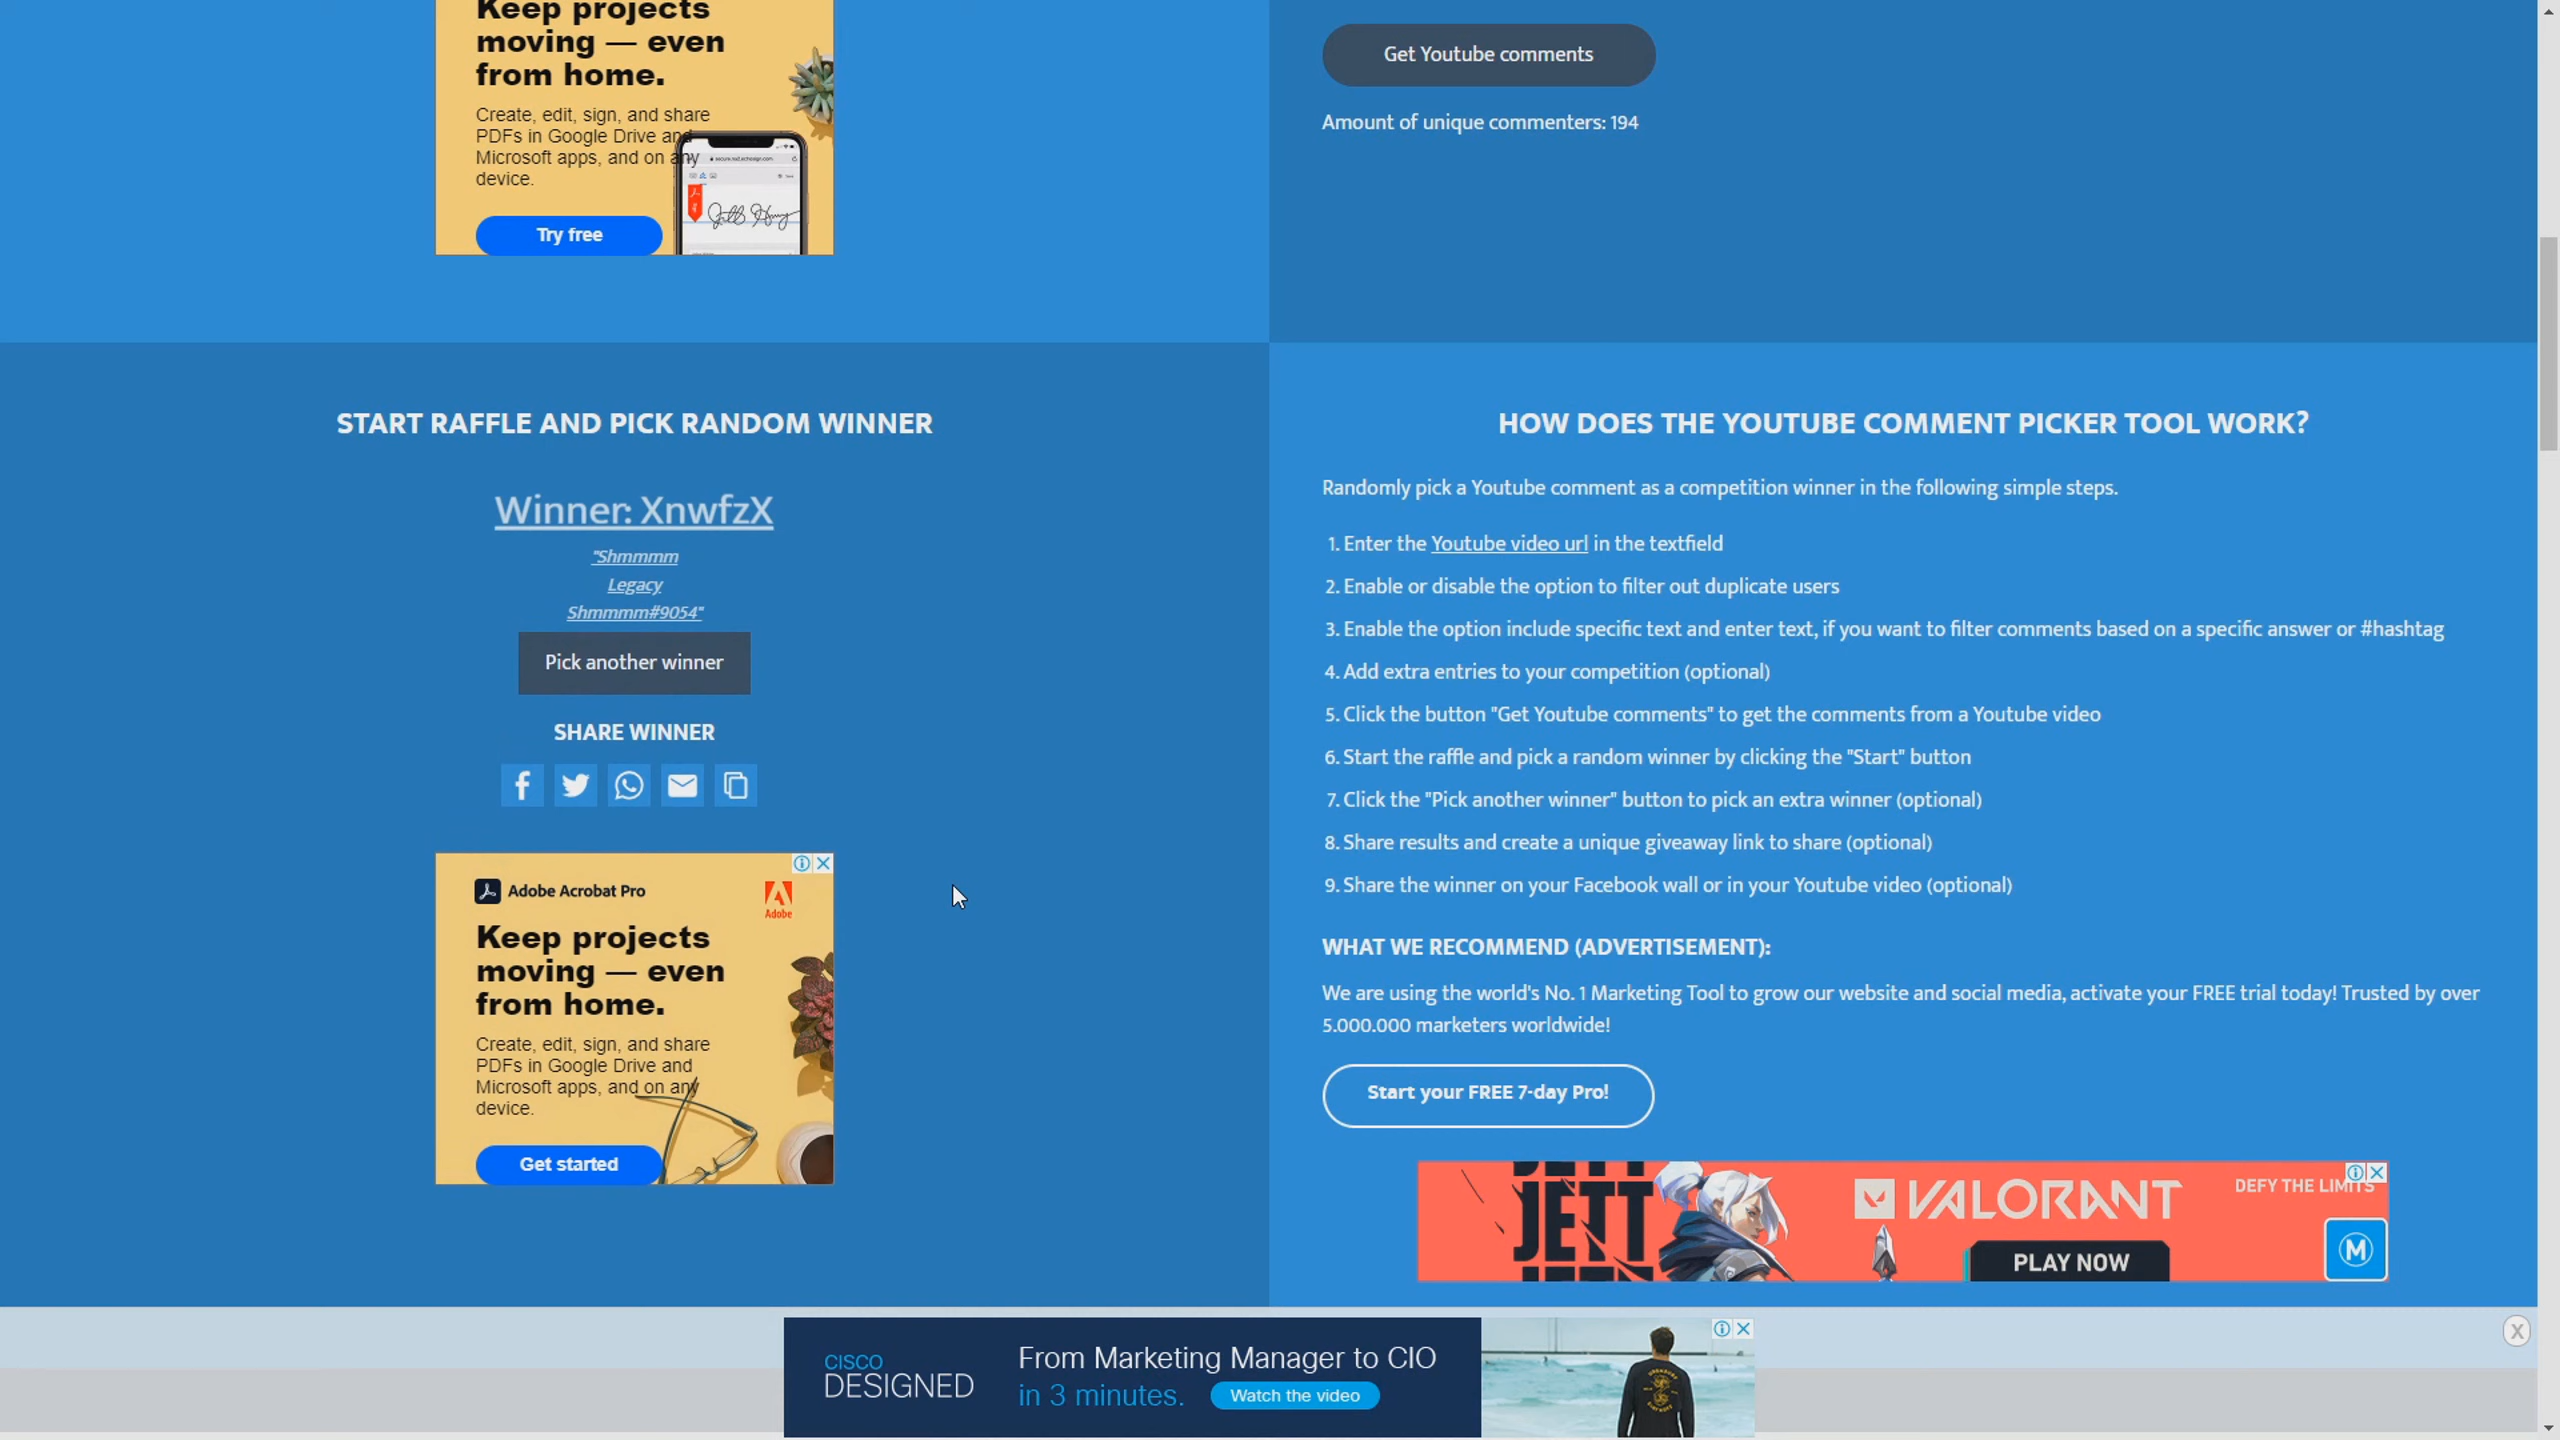 Keep projects
moving — even
from home.
Create, edit, sign, and share
PDFs in Google Drive and
Microsoft apps, and on any
device.
Try free
Get Youtube comments
Amount of unique commenters: 194
START RAFFLE AND PICK RANDOM WINNER
Winner: XnwfzX
"Shmmmm
Legacy
Shmmmm#9054"
Pick another winner
SHARE WINNER
Adobe Acrobat Pro
Adobe
Keep projects
moving — even
from home.
Create, edit, sign, and share
PDFs in Google Drive and
Microsoft apps, and on any
device.
Get started
HOW DOES THE YOUTUBE COMMENT PICKER TOOL WORK?
Randomly pick a Youtube comment as a competition winner in the following simple steps.
1. Enter the Youtube video url in the textfield
2. Enable or disable the option to filter out duplicate users
3. Enable the option include specific text and enter text, if you want to filter comments based on a specific answer or #hashtag
4. Add extra entries to your competition (optional)
5. Click the button "Get Youtube comments" to get the comments from a Youtube video
6. Start the raffle and pick a random winner by clicking the "Start" button
7. Click the "Pick another winner" button to pick an extra winner (optional)
8. Share results and create a unique giveaway link to share (optional)
9. Share the winner on your Facebook wall or in your Youtube video (optional)
WHAT WE RECOMMEND (ADVERTISEMENT):
We are using the world's No. 1 Marketing Tool to grow our website and social media, activate your FREE trial today! Trusted by over
5.000.000 marketers worldwide!
Start your FREE 7-day Pro!
JETT
VALORANT
DEFY THE LIMITS
PLAY NOW
M
X
CISCO
DESIGNED
From Marketing Manager to CIO
in 3 minutes.
Watch the video